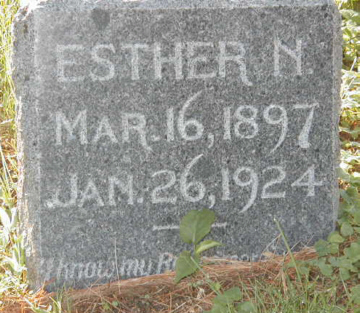 ESTHER N.
MAR. 16, 1897
JAN. 26, 1924
I know my